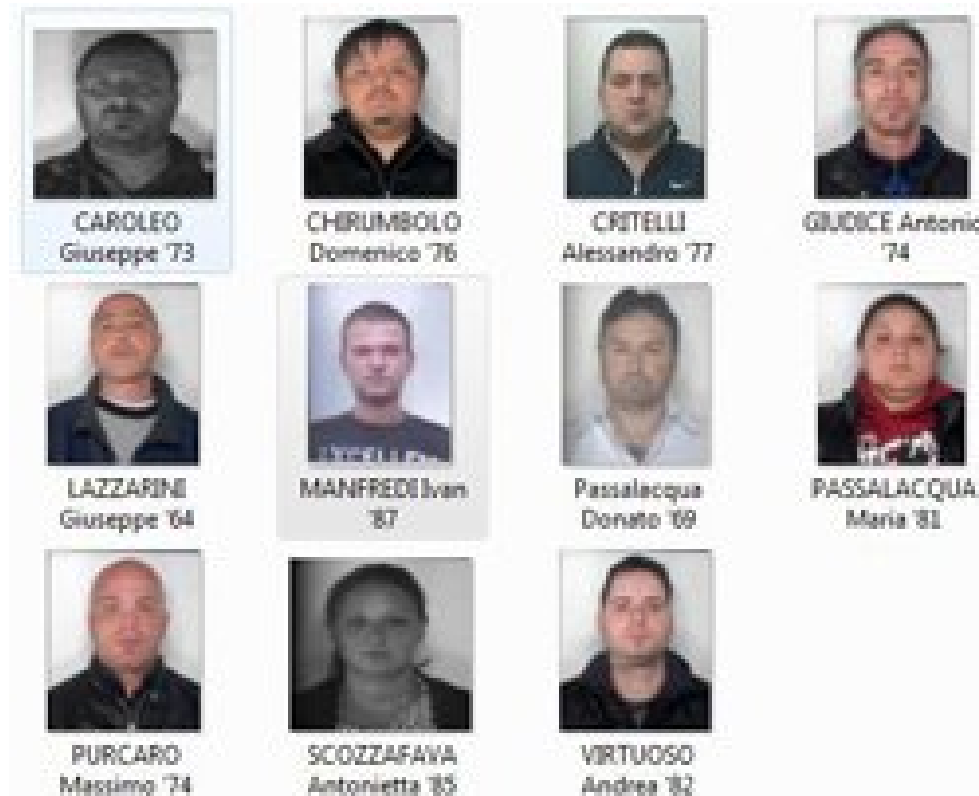 CAROLEO
Giuseppe '73
CHIRUMBOLO
Domenico '76
CRITELLI
Alessandro '77
GIUDICE Antonio
'74
LAZZARINI
Giuseppe '64
MANFREDI Ivan
'87
Passalacqua
Donato '69
PASSALACQUA
Maria '81
PURCARO
Massimo '74
SCOZZAFAVA
Antonietta '85
VIRTUOSO
Andrea '82